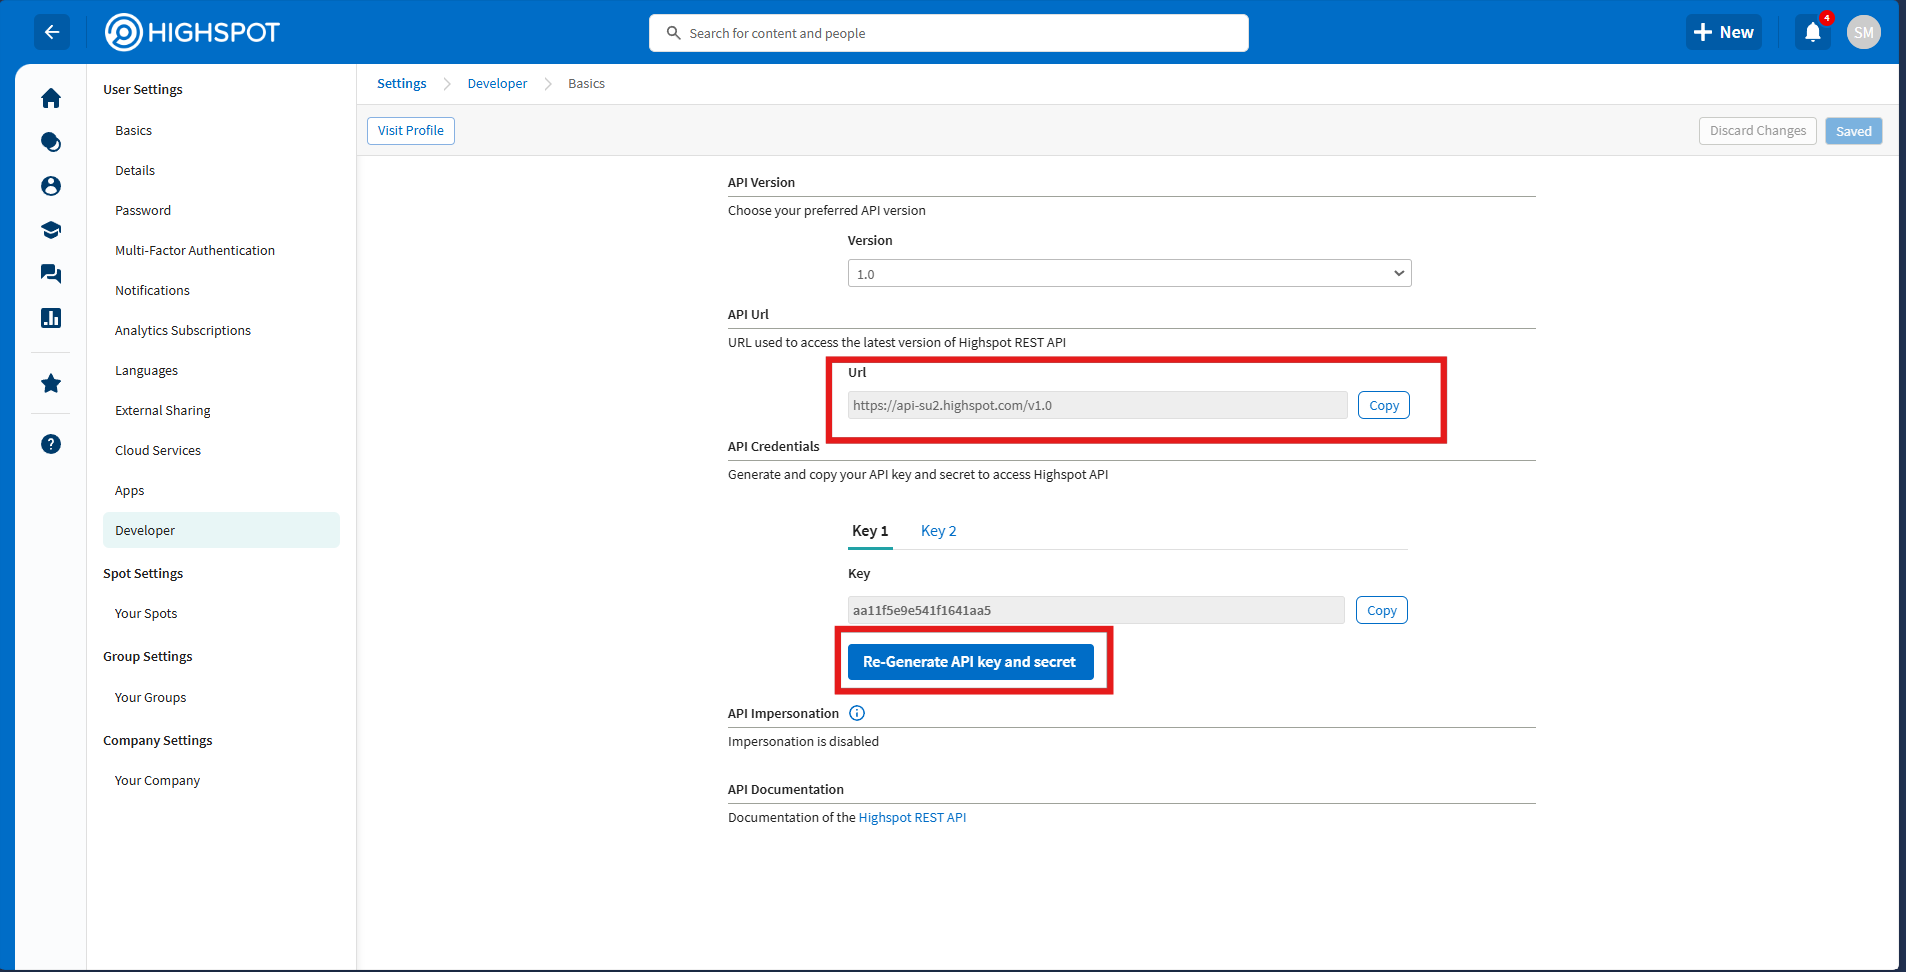 HIGHSPOT
Search for content and people
New
4
SM
User Settings
Basics
Details
Password
Multi-Factor Authentication
Notifications
Analytics Subscriptions
Languages
External Sharing
Cloud Services
Apps
Developer
Spot Settings
Your Spots
Group Settings
Your Groups
Company Settings
Your Company
Settings Developer Basics
Visit Profile
Discard Changes
Saved
API Version
Choose your preferred API version
Version
1.0
API Url
URL used to access the latest version of Highspot REST API
Url
https://api-su2.highspot.com/v1.0
Copy
API Credentials
Generate and copy your API key and secret to access Highspot API
Key 1 Key 2
Key
aa11f5e9e541f1641aa5
Copy
Re-Generate API key and secret
API Impersonation
Impersonation is disabled
API Documentation
Documentation of the Highspot REST API